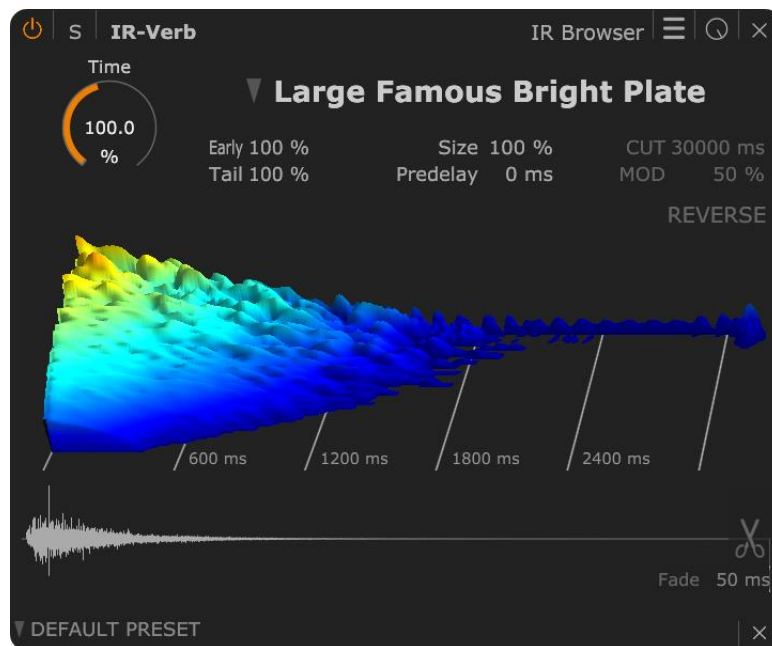 S IR-Verb IR Browser
Time
Large Famous Bright Plate
100.0
%
Early 100 % Size 100 % CUT 30000 ms
Tail 100 % Predelay 0 ms MOD 50 %
REVERSE
600 ms 1200 ms 1800 ms 2400 ms
Fade 50 ms
DEFAULT PRESET